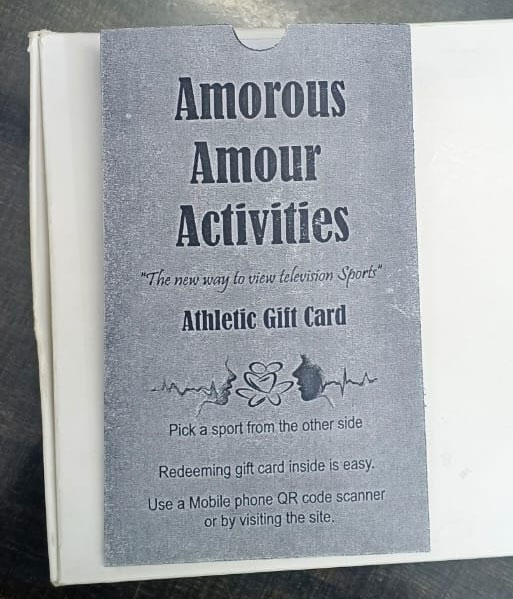 Amorous
Amour
Activities
"The new way to view television Sports"
Athletic Gift Card
Pick a sport from the other side
Redeeming gift card inside is easy.
Use a Mobile phone QR code scanner
or by visiting the site.